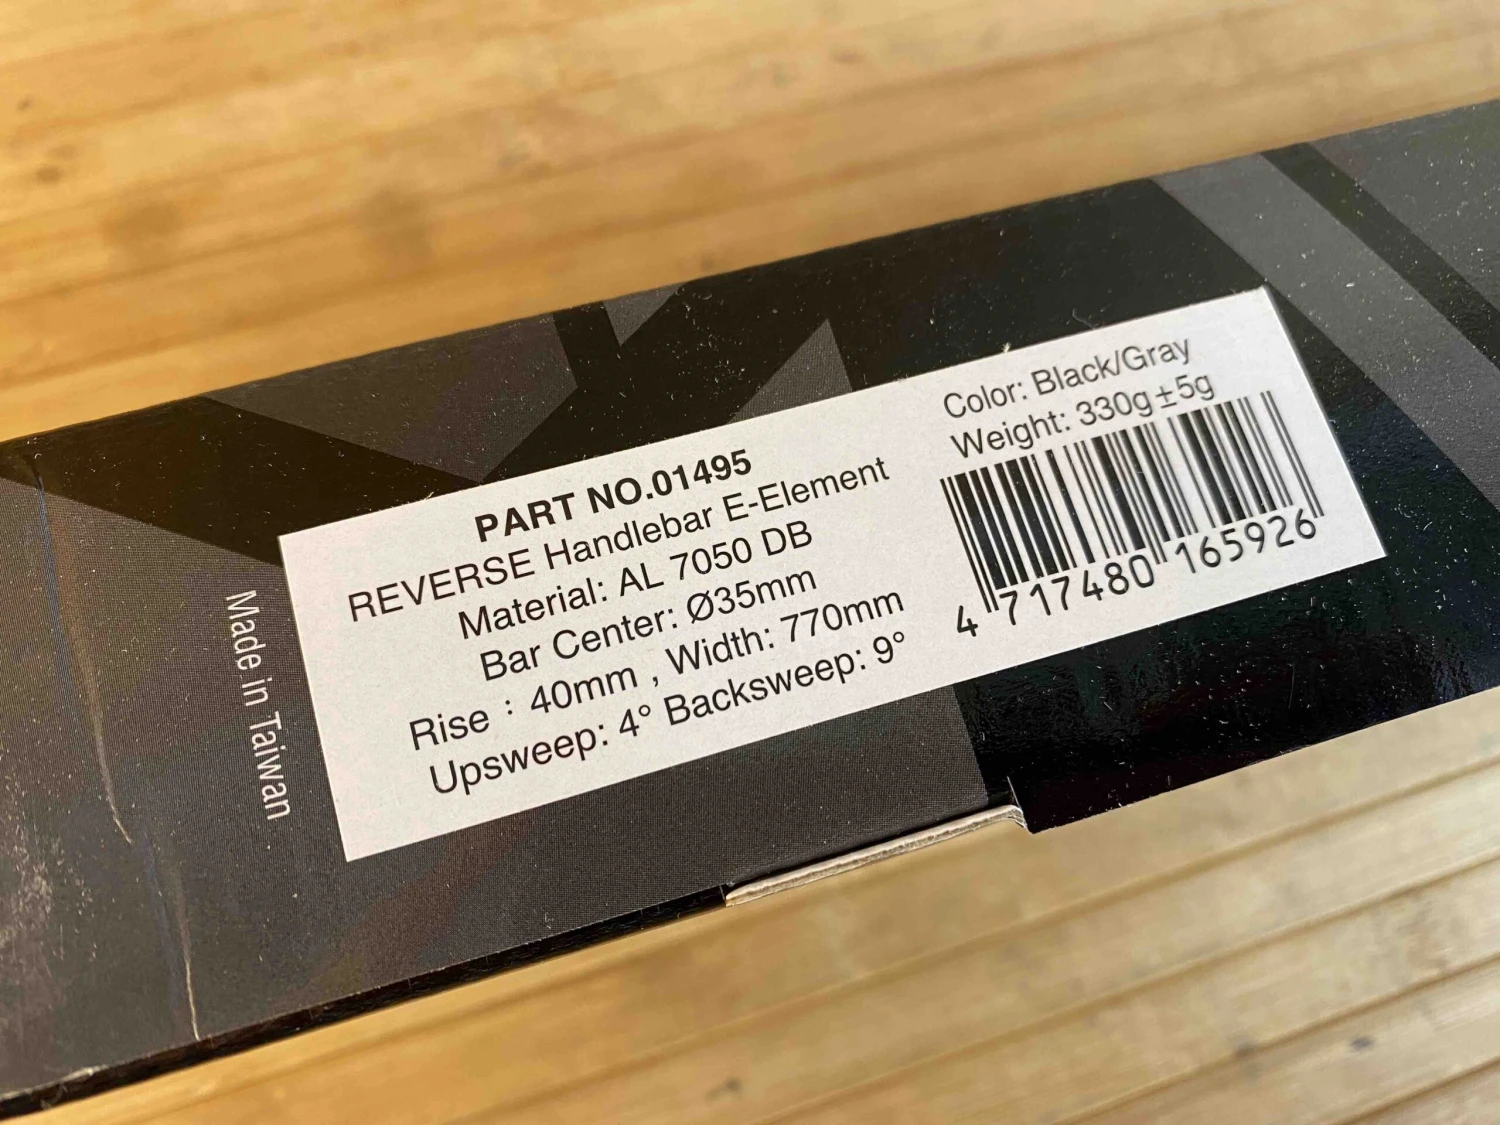 PART NO.01495
REVERSE Handlebar E-Element
Material: AL 7050 DB
Bar Center: Ø35mm
Rise : 40mm , Width: 770mm
Upsweep: 4° Backsweep: 9°
Color: Black/Gray
Weight: 330g±5g
4 717480 165926
Made in Taiwan